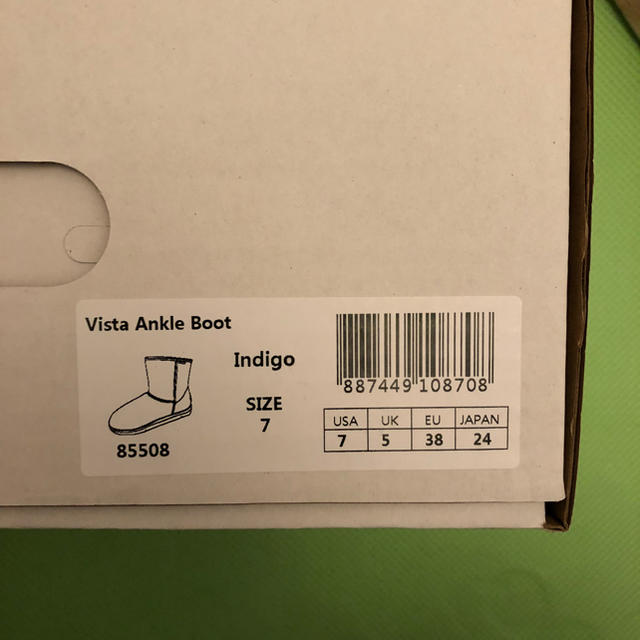 Vista Ankle Boot
Indigo
SIZE
7
85508
887449 108708
USA UK EU JAPAN
7 5 38 24